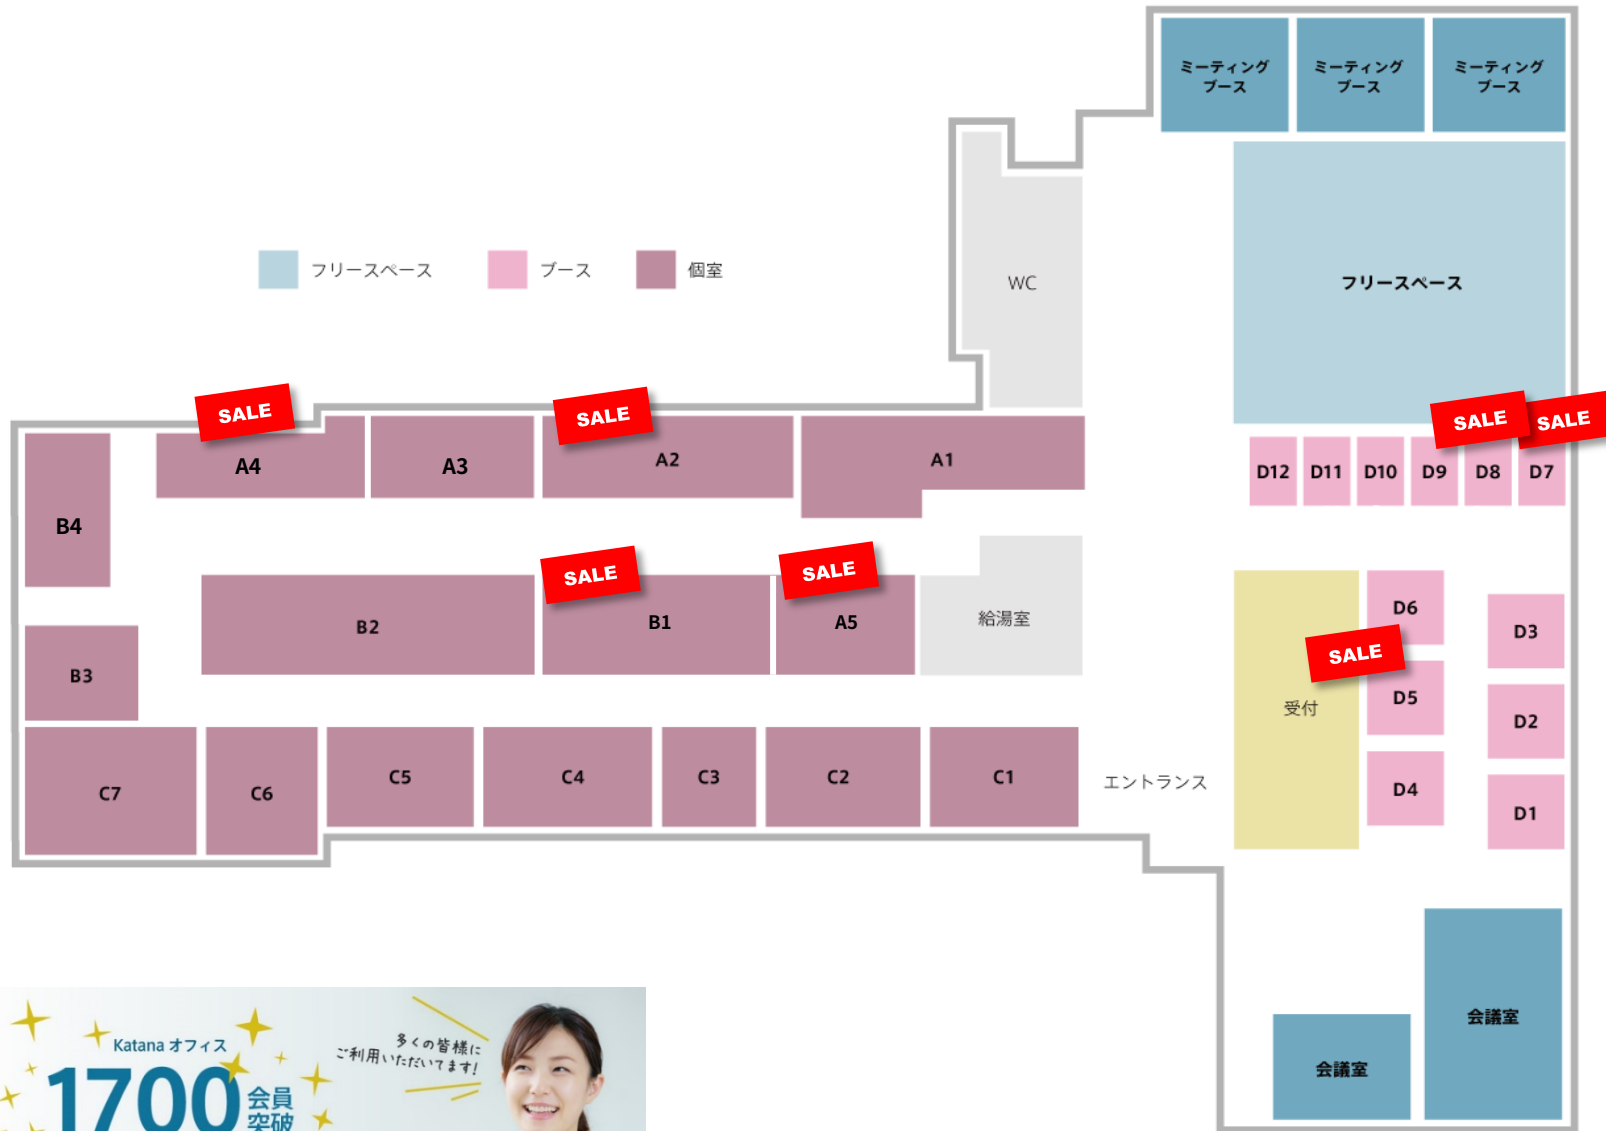 ミーティング
ブース
ミーティング
ブース
ミーティング
ブース
フリースペース
ブース
個室
WC
フリースペース
SALE
SALE
SALE
SALE
A4
A3
A2
A1
D12
D11
D10
D9
D8
D7
B4
SALE
SALE
B2
B1
A5
給湯室
D6
D3
SALE
B3
受付
D5
D2
C7
C6
C5
C4
C3
C2
C1
エントランス
D4
D1
会議室
会議室
Katana オフィス
1700
会員
突破
多くの皆様に
ご利用いただいてます!